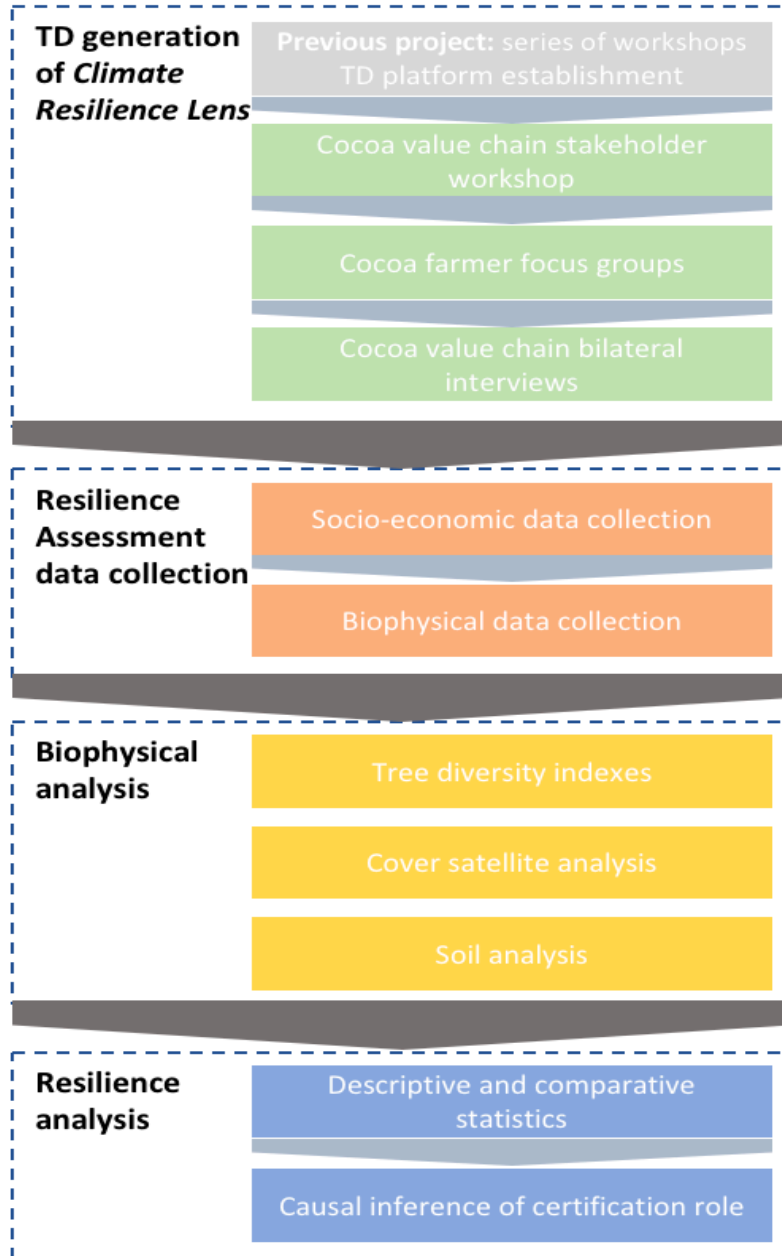 TD generation
of Climate
Resilience Lens
Previous project: series of workshops
TD platform establishment
Cocoa value chain stakeholder
workshop
Cocoa farmer focus groups
Cocoa value chain bilateral
interviews
Resilience
Assessment
data collection
Socio-economic data collection
Biophysical data collection
Biophysical
analysis
Tree diversity indexes
Cover satellite analysis
Soil analysis
Resilience
analysis
Descriptive and comparative
statistics
Causal inference of certification role